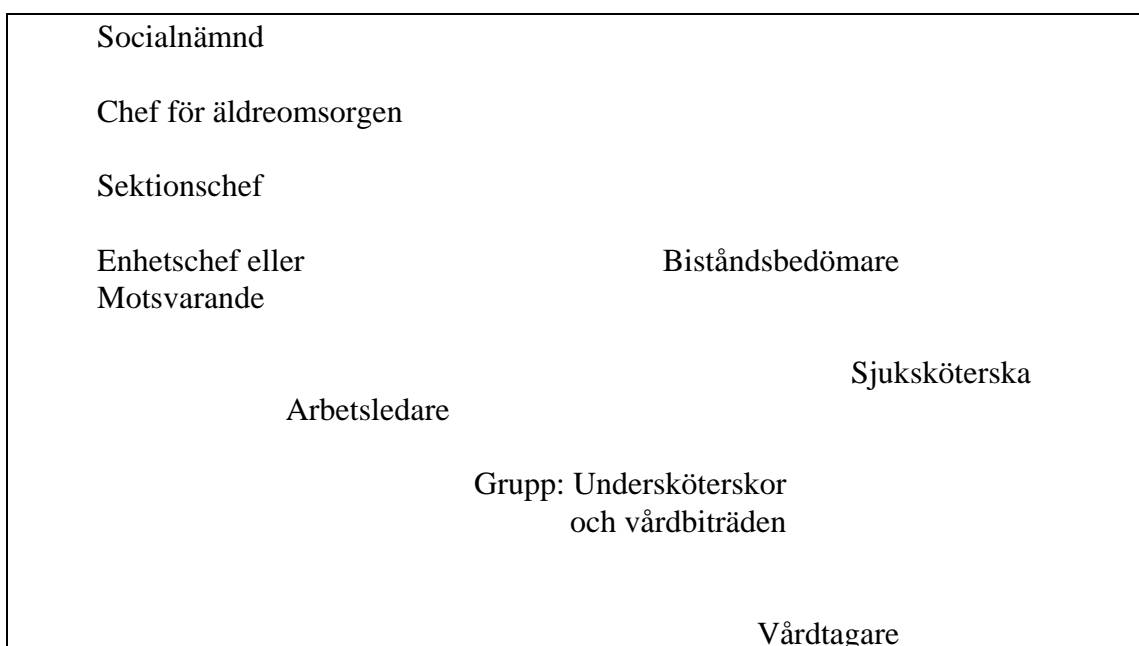 Socialnämnd
Chef för äldreomsorgen
Sektionschef
Enhetschef eller
Motsvarande
Biståndsbedömare
Sjuksköterska
Arbetsledare
Grupp: Undersköterskor
och vårdbiträden
Vårdtagare